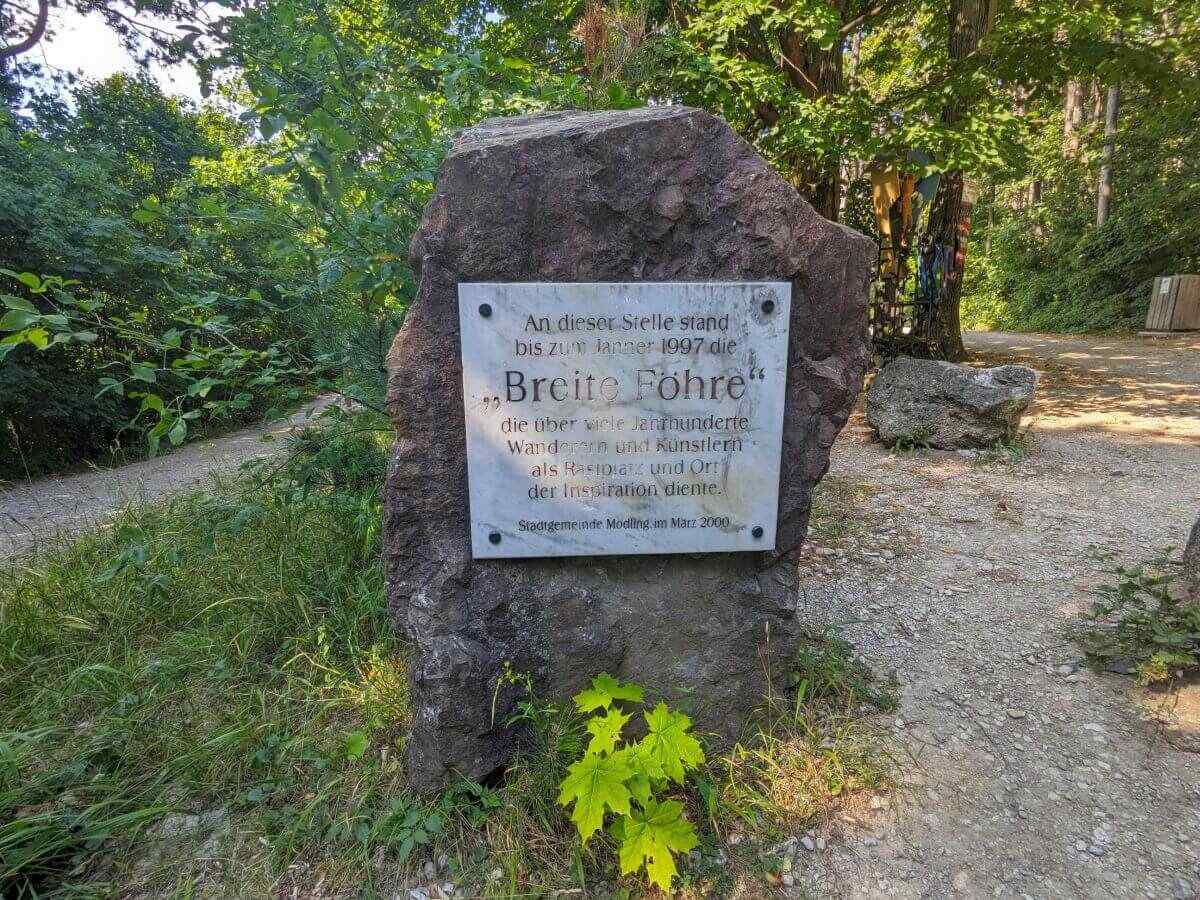 An dieser Stelle stand
bis zum Jänner 1997 die
„Breite Föhre“
die über viele Jahrhunderte
Wanderern und Künstlern
als Rastplatz und Ort
der Inspiration diente.
Stadtgemeinde Mödling, im März 2000